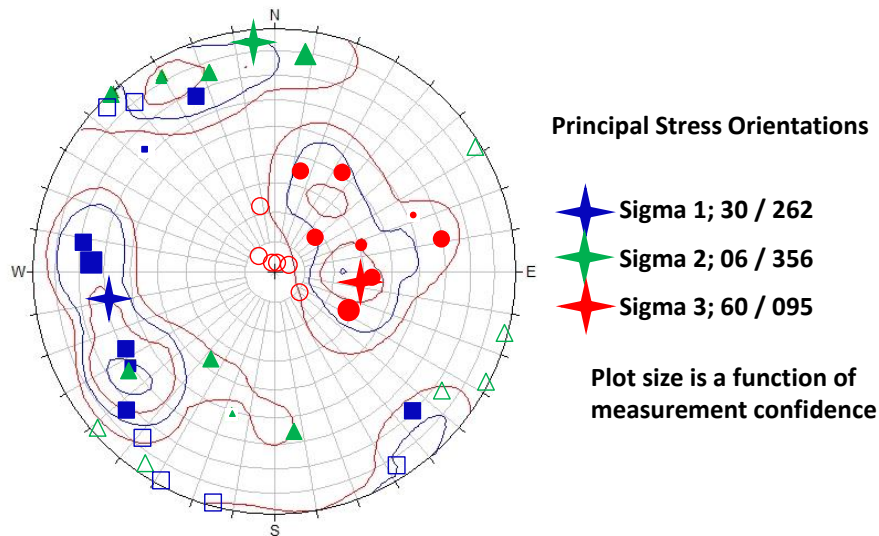 N
Principal Stress Orientations
Sigma 1; 30 / 262
W
E
Sigma 2; 06 / 356
Sigma 3; 60 / 095
Plot size is a function of
measurement confidence
S